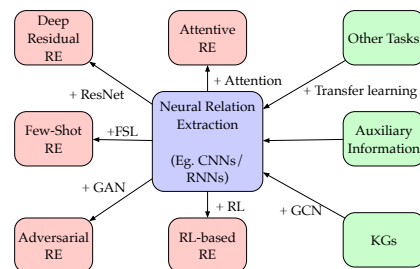 Deep
Residual
RE
Attentive
RE
Other Tasks
+ ResNet
+ Attention
+ Transfer learning
Few-Shot
RE
+FSL
Neural Relation
Extraction
(Eg. CNNs/
RNNs)
Auxiliary
Information
+ GAN
+ RL
+ GCN
Adversarial
RE
RL-based
RE
KGs